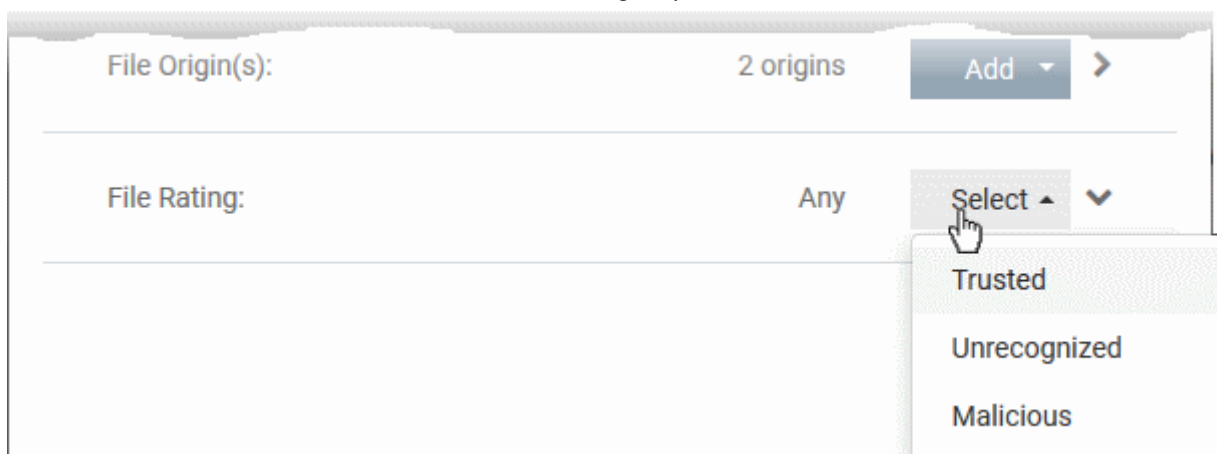 File Origin(s): 2 origins Add
File Rating: Any Select
Trusted
Unrecognized
Malicious